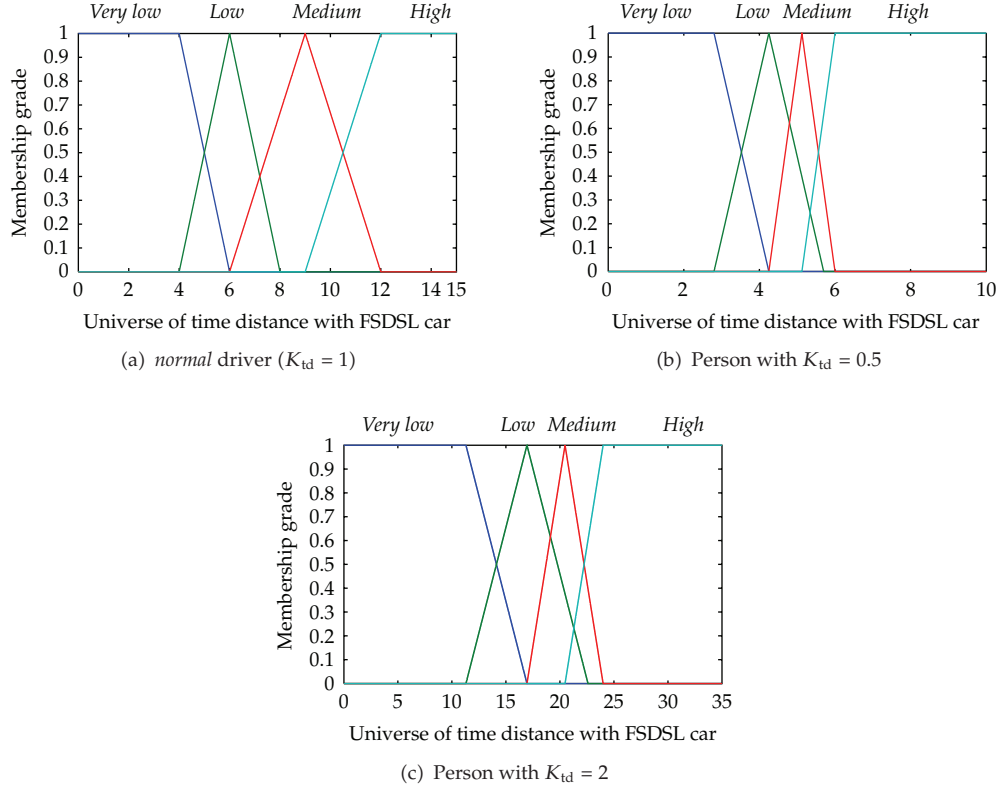 Very low Low Medium High
1
0.9
0.8
0.7
0.6
0.5
0.4
0.3
0.2
0.1
0
Membership grade
0 2 4 6 8 10 12 14 15
Universe of time distance with FSDSL car
(a) normal driver (Ktd = 1)
Very low Low Medium High
1
0.9
0.8
0.7
0.6
0.5
0.4
0.3
0.2
0.1
0
Membership grade
0 2 4 6 8 10
Universe of time distance with FSDSL car
(b) Person with Ktd = 0.5
Very low Low Medium High
1
0.9
0.8
0.7
0.6
0.5
0.4
0.3
0.2
0.1
0
Membership grade
0 5 10 15 20 25 30 35
Universe of time distance with FSDSL car
(c) Person with Ktd = 2